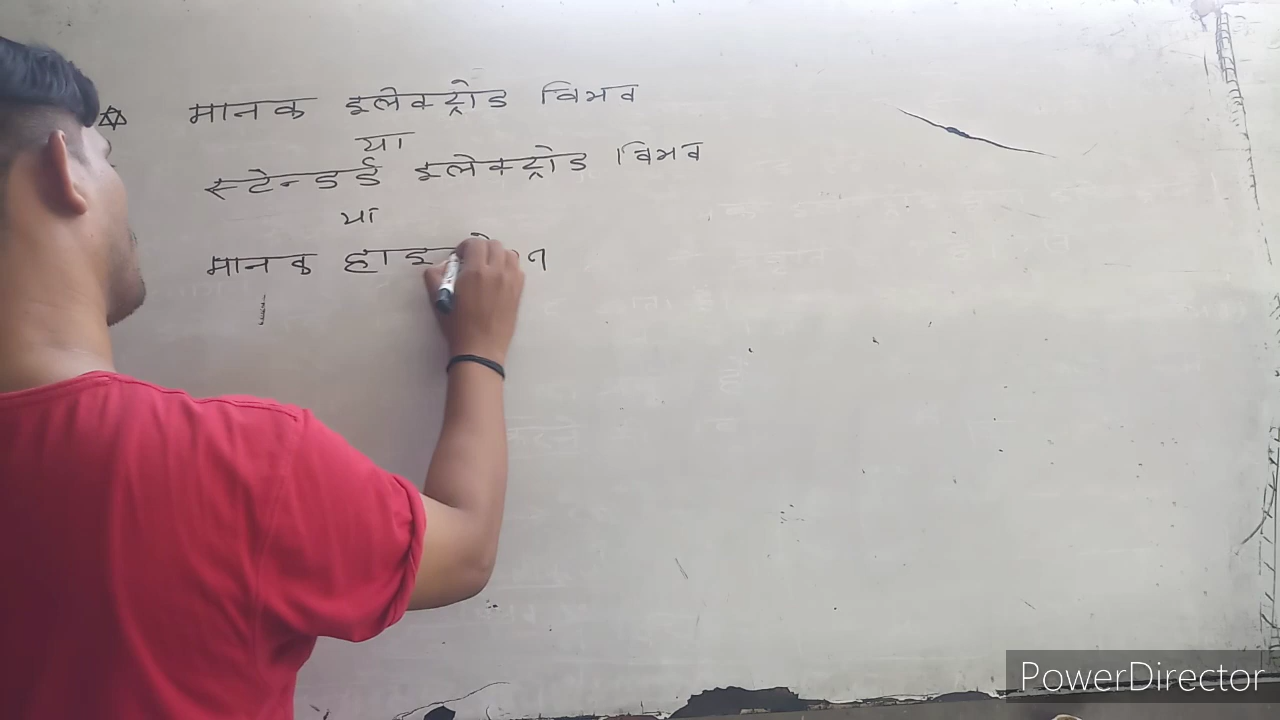 मानक इलेक्ट्रोड विभव
या
स्टेन्डर्ड इलेक्ट्रोड विभव
या
मानक
PowerDirector